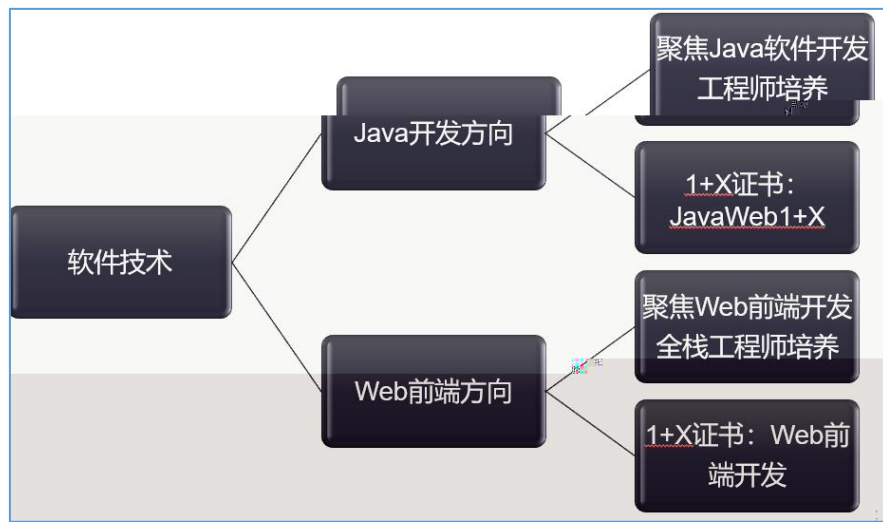 软件技术
Java开发方向
聚焦Java软件开发
工程师培养
1+X证书：
JavaWeb1+X
Web前端方向
聚焦Web前端开发
全栈工程师培养
1+X证书：Web前
端开发